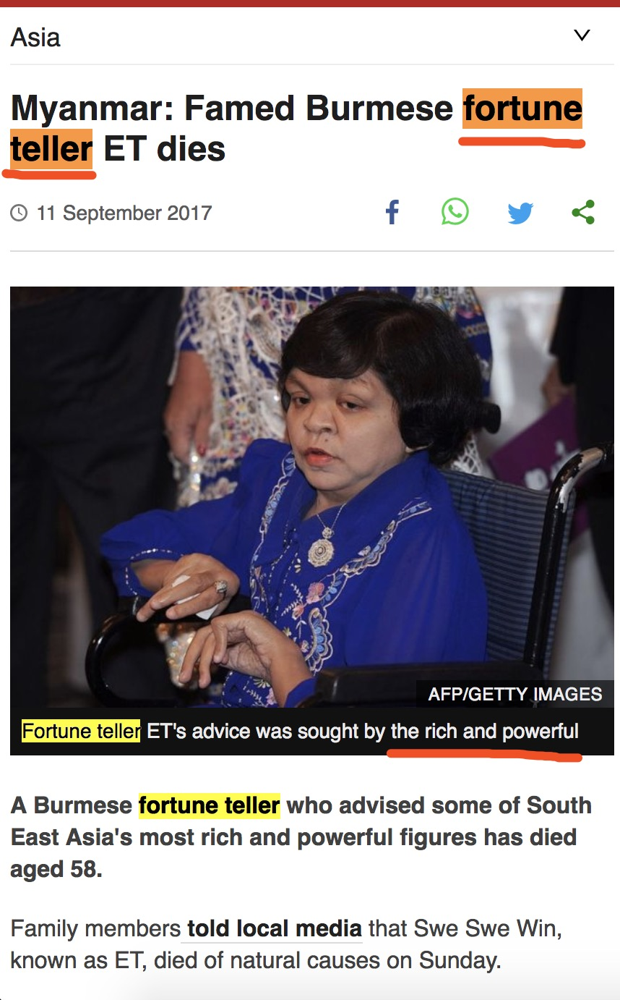 Asia
Myanmar: Famed Burmese fortune
teller ET dies
11 September 2017
AFP/GETTY IMAGES
Fortune teller ET's advice was sought by the rich and powerful
A Burmese fortune teller who advised some of South
East Asia's most rich and powerful figures has died
aged 58.
Family members told local media that Swe Swe Win,
known as ET, died of natural causes on Sunday.